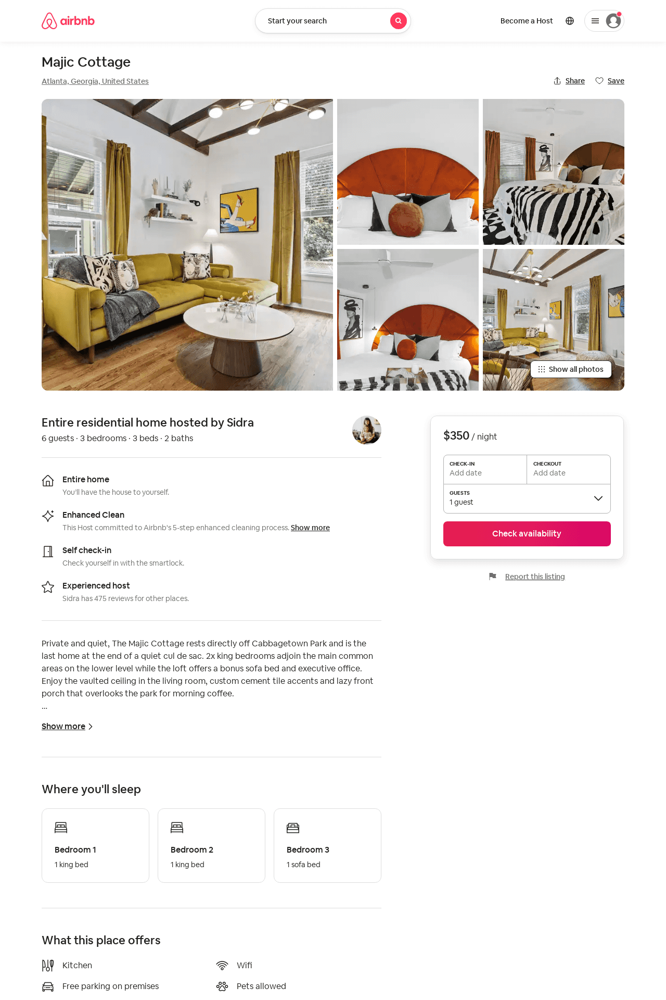 airbnb
Start your search
Become a Host
Majic Cottage
Atlanta, Georgia, United States
Share
Save
Show all photos
Entire residential home hosted by Sidra
6 guests · 3 bedrooms · 3 beds · 2 baths
Entire home
You’ll have the house to yourself.
Enhanced Clean
This Host committed to Airbnb's 5-step enhanced cleaning process. Show more
Self check-in
Check yourself in with the smartlock.
Experienced host
Sidra has 475 reviews for other places.
$350 / night
CHECK-IN
Add date
CHECKOUT
Add date
GUESTS
1 guest
Check availability
Report this listing
Private and quiet, The Majic Cottage rests directly off Cabbagetown Park and is the
last home at the end of a quiet cul de sac. 2x king bedrooms adjoin the main common
areas on the lower level while the loft offers a bonus sofa bed and executive office.
Enjoy the vaulted ceiling in the living room, custom cement tile accents and lazy front
porch that overlooks the park for morning coffee.
...
Show more
Where you'll sleep
Bedroom 1
1 king bed
Bedroom 2
1 king bed
Bedroom 3
1 sofa bed
What this place offers
Kitchen
Wifi
Free parking on premises
Pets allowed